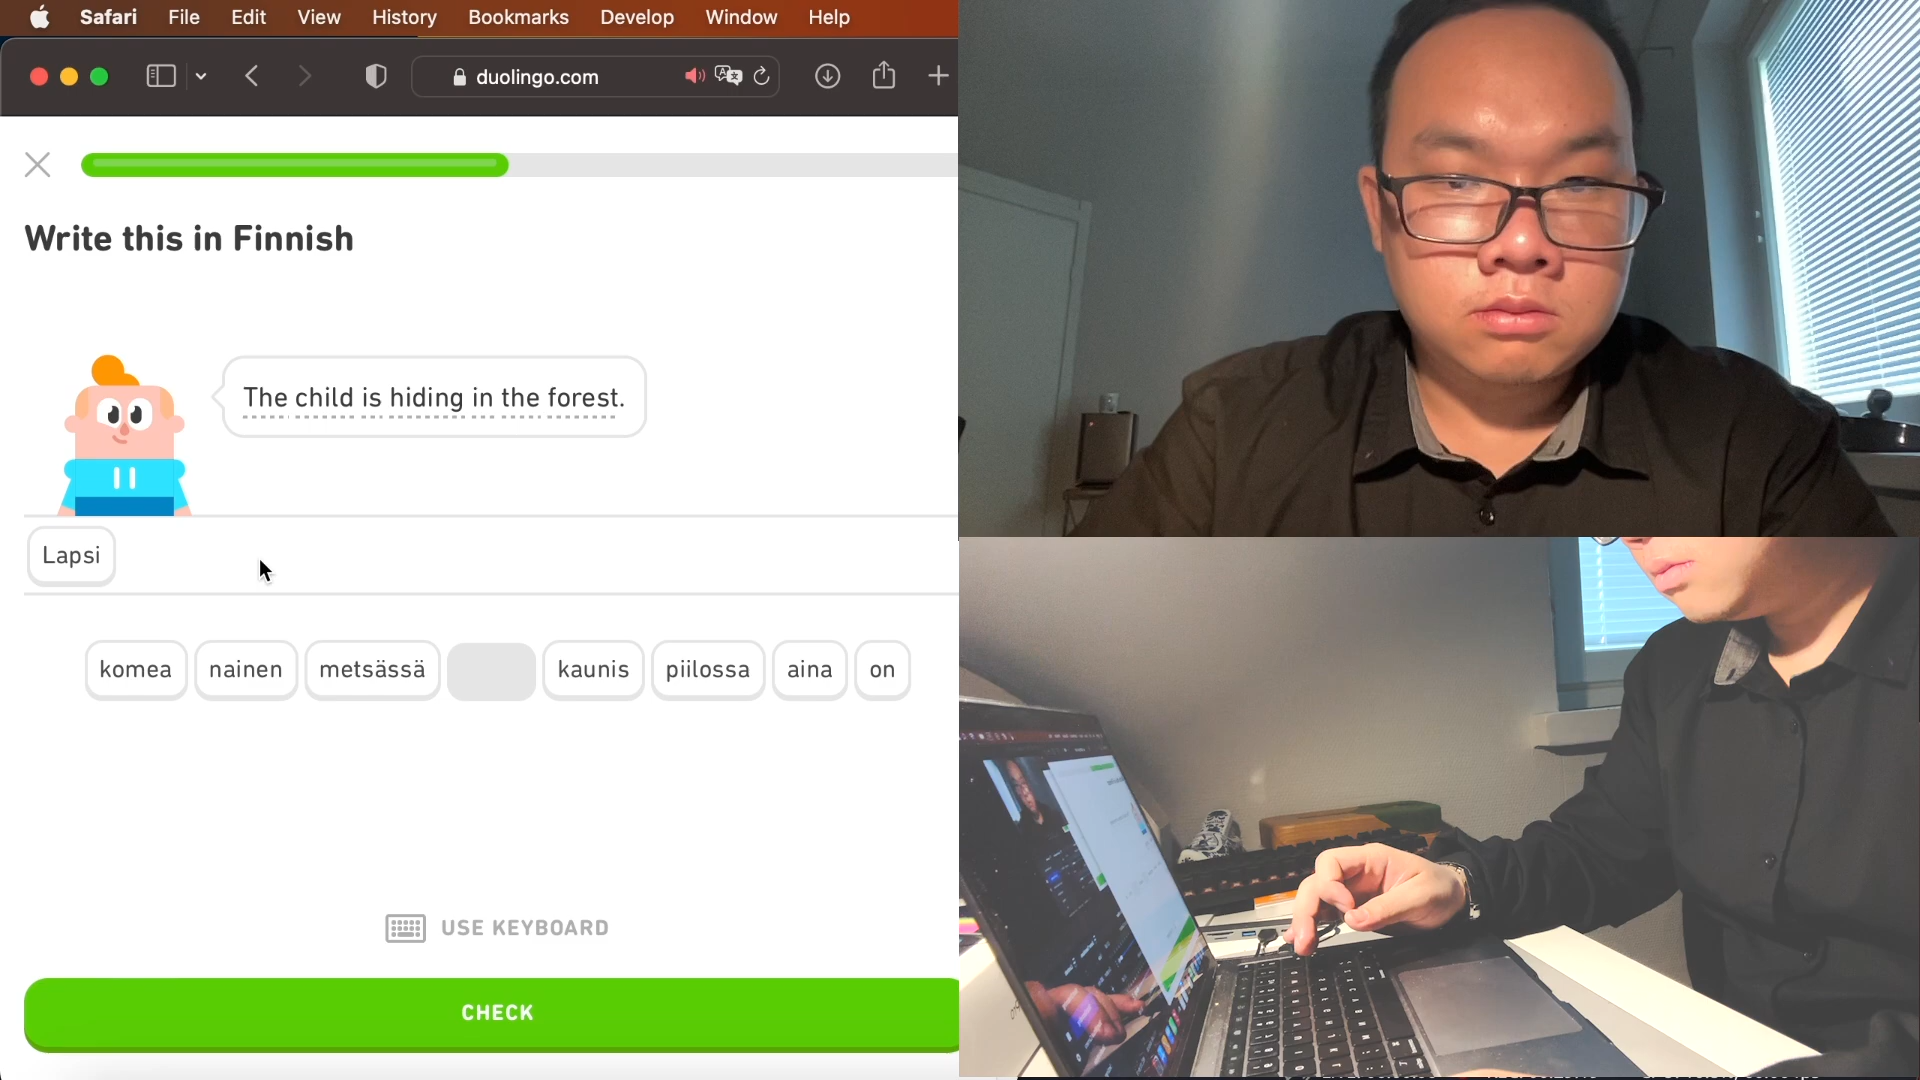 Safari File Edit View History Bookmarks Develop Window Help
duolingo.com
Write this in Finnish
The child is hiding in the forest.
Lapsi
komea nainen metsässä kaunis piilossa aina on
USE KEYBOARD
CHECK